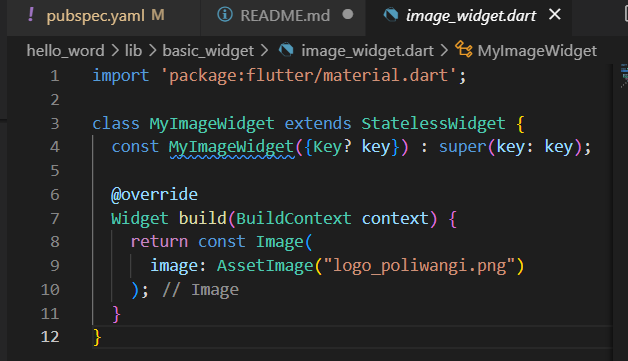 ! pubspec.yaml M README.md image_widget.dart
hello_word > lib > basic_widget > image_widget.dart > MyImageWidget
1 import 'package:flutter/material.dart';
2
3 class MyImageWidget extends StatelessWidget {
4 const MyImageWidget({Key? key}) : super(key: key);
5
6 @override
7 Widget build(BuildContext context) {
8 return const Image(
9 image: AssetImage("logo_poliwangi.png")
10 ); // Image
11 }
12 }